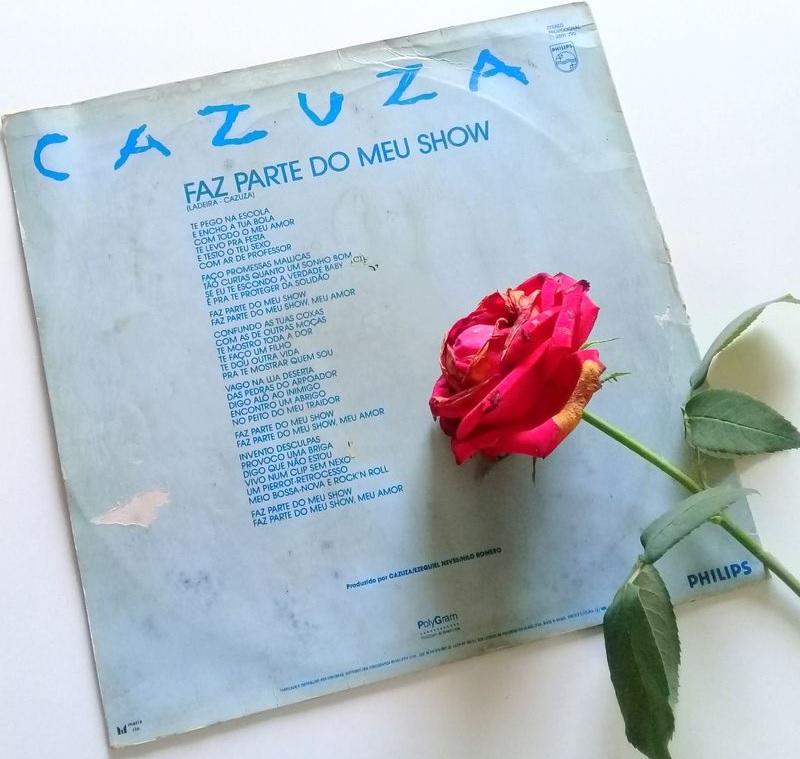 STEREO
PROMOCIONAL
PHILIPS
CAZUZA
FAZ PARTE DO MEU SHOW
(LADEIRA - CAZUZA)
TE PEGO NA ESCOLA
E ENCHO A TUA BOLA
COM TODO O MEU AMOR
TE LEVO PRA FESTA
E TESTO O TEU SEXO
COM AR DE PROFESSOR
FAÇO PROMESSAS MALUCAS
TÃO CURTAS QUANTO UM SONHO BOM
SE EU TE ESCONDO A VERDADE BABY
É PRA TE PROTEGER DA SOLIDÃO
FAZ PARTE DO MEU SHOW
FAZ PARTE DO MEU SHOW, MEU AMOR
CONFUNDO AS TUAS COXAS
COM AS DE OUTRAS MOÇAS
TE MOSTRO TODA A DOR
TE FAÇO UM FILHO
TE DOU OUTRA VIDA
PRA TE MOSTRAR QUEM SOU
VAGO NA LUA DESERTA
DAS PEDRAS DO ARPOADOR
DIGO ALÔ AO INIMIGO
ENCONTRO UM ABRIGO
NO PEITO DO MEU TRAIDOR
FAZ PARTE DO MEU SHOW
FAZ PARTE DO MEU SHOW, MEU AMOR
INVENTO DESCULPAS
PROVOCO UMA BRIGA
DIGO QUE NÃO ESTOU
VIVO NUM CLIP SEM NEXO
UM PIERROT-RETROCESSO
MEIO BOSSA-NOVA E ROCK'N ROLL
FAZ PARTE DO MEU SHOW
FAZ PARTE DO MEU SHOW, MEU AMOR
Produzido por CAZUZA/EZEQUIEL NEVES/NILO ROMERO
PHILIPS
PolyGram